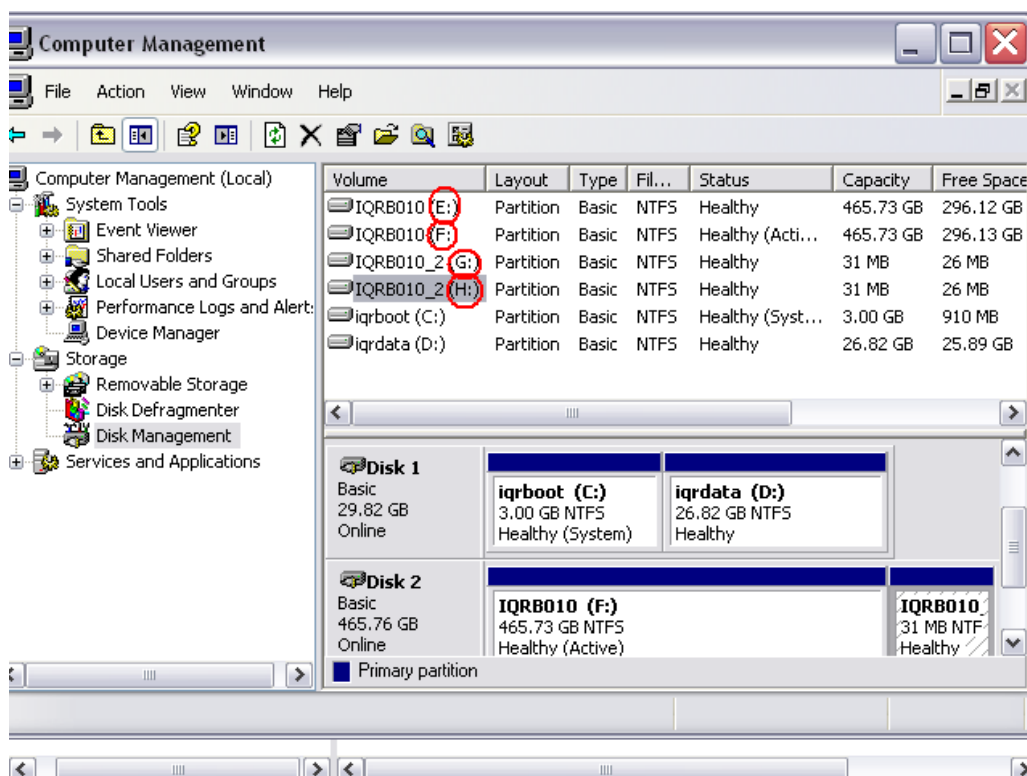 Computer Management
File Action View Window Help
Computer Management (Local)
System Tools
Event Viewer
Shared Folders
Local Users and Groups
Performance Logs and Alert
Device Manager
Storage
Removable Storage
Disk Defragmenter
Disk Management
Services and Applications
Volume Layout Type Fil... Status Capacity Free Space
IQRB010 (E:) Partition Basic NTFS Healthy 465.73 GB 296.12 GB
IQRB010 (F:) Partition Basic NTFS Healthy (Acti... 465.73 GB 296.13 GB
IQRB010_2 (G:) Partition Basic NTFS Healthy 31 MB 26 MB
IQRB010_2 (H:) Partition Basic NTFS Healthy 31 MB 26 MB
iqrboot (C:) Partition Basic NTFS Healthy (Syst... 3.00 GB 910 MB
iqrdata (D:) Partition Basic NTFS Healthy 26.82 GB 25.89 GB
Disk 1
Basic
29.82 GB
Online
iqrboot (C:)
3.00 GB NTFS
Healthy (System)
iqrdata (D:)
26.82 GB NTFS
Healthy
Disk 2
Basic
465.76 GB
Online
IQRB010 (F:)
465.73 GB NTFS
Healthy (Active)
IQRB010_
31 MB NTF
Healthy
Primary partition